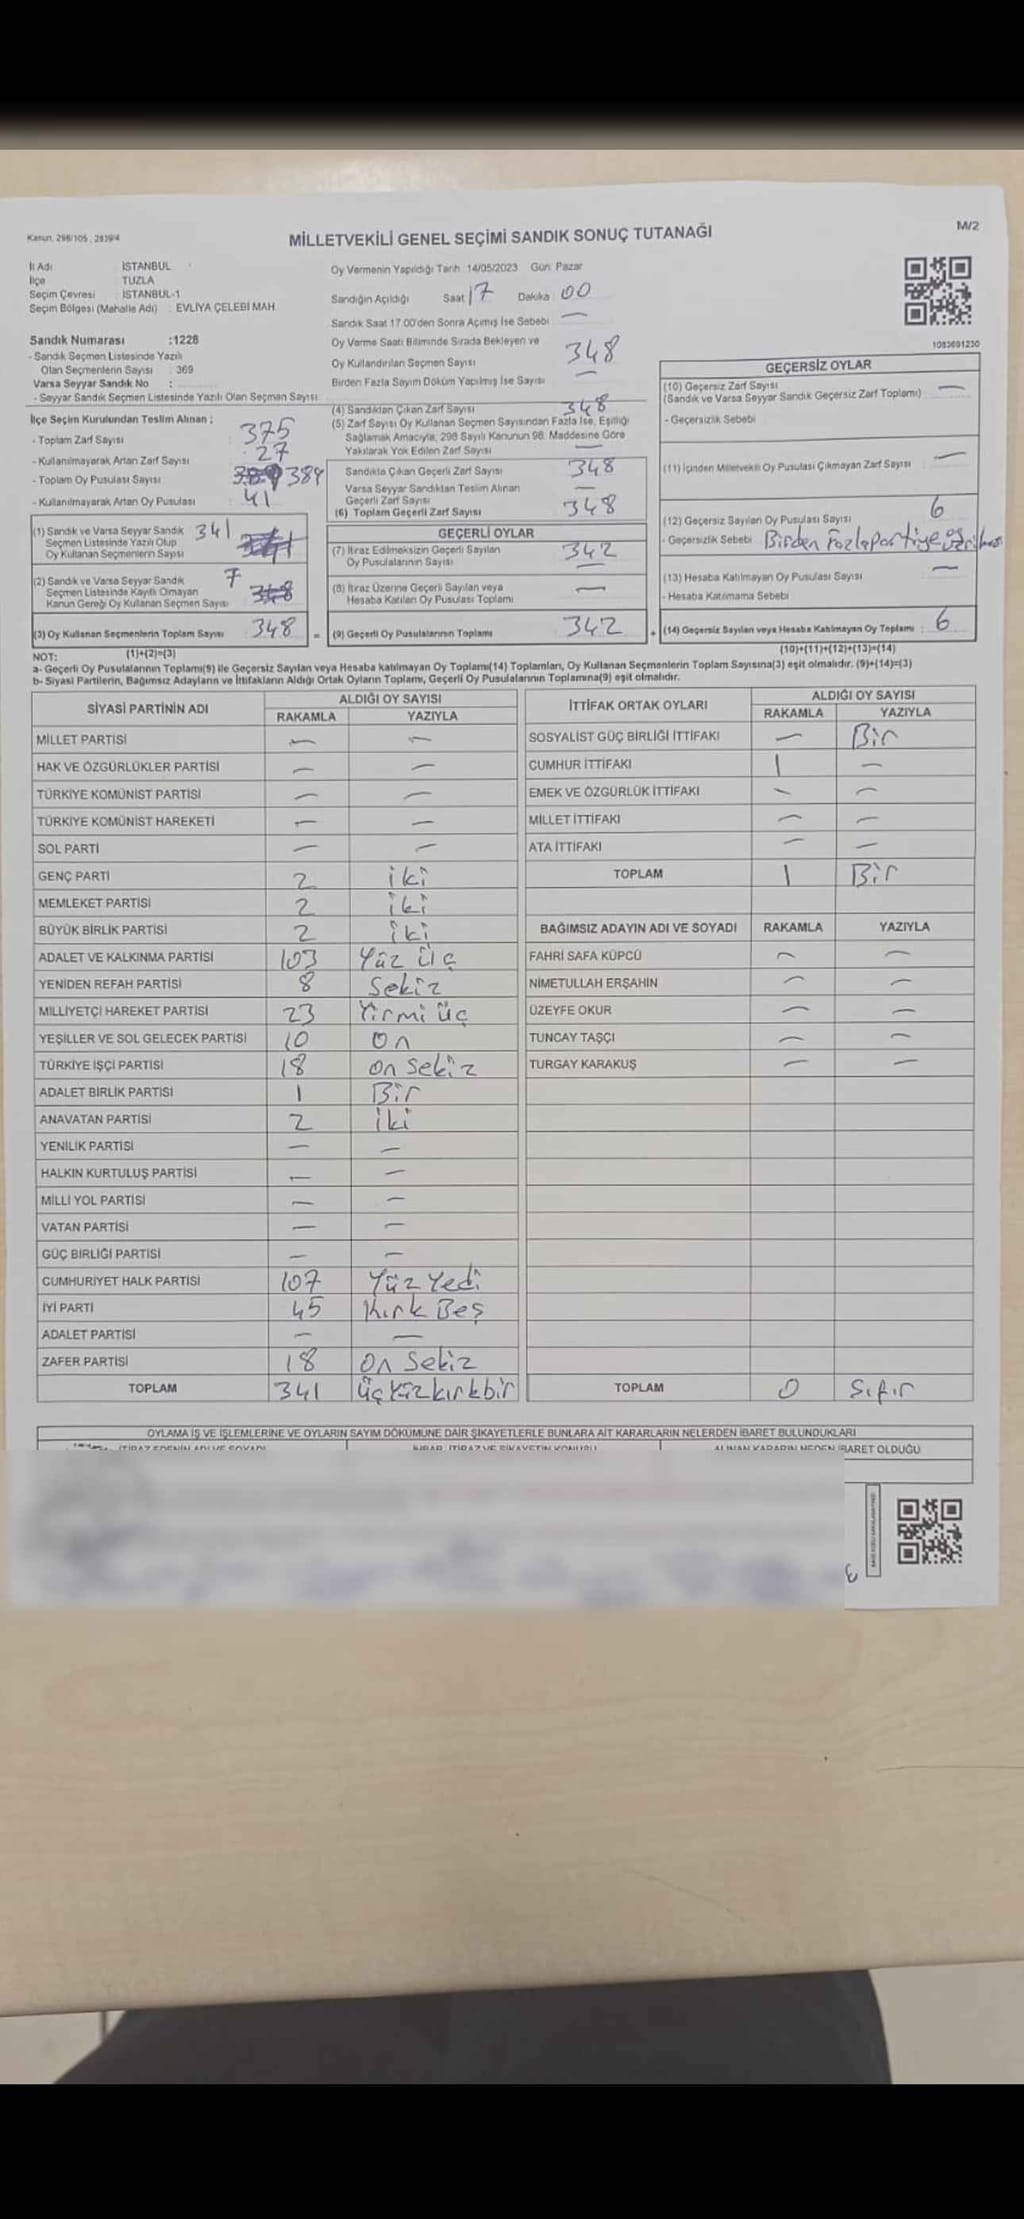 Kanun, 298/105, 2839/4
MİLLETVEKİLİ GENEL SEÇİMİ SANDIK SONUÇ TUTANAĞI
M/2
İl Adı İSTANBUL
İlçe TUZLA
Seçim Çevresi : İSTANBUL-1
Seçim Bölgesi (Mahalle Adı) : EVLİYA ÇELEBİ MAH
Sandık Numarası :1228
- Sandık Seçmen Listesinde Yazılı
Olan Seçmenlerin Sayısı : 369
Varsa Seyyar Sandık No :
- Seyyar Sandık Seçmen Listesinde Yazılı Olan Seçmen Sayısı:
Oy Vermenin Yapıldığı Tarih: 14/05/2023 Gün: Pazar
Sandığın Açıldığı Saat 17 Dakika 00
Sandık Saat 17.00'den Sonra Açımış İse Sebebi —
Oy Verme Saati Bitiminde Sırada Bekleyen ve
Oy Kullandırılan Seçmen Sayısı 348
Birden Fazla Sayım Döküm Yapılmış İse Sayısı —
1083691230
İlçe Seçim Kurulundan Teslim Alınan ;
- Toplam Zarf Sayısı : 375
- Kullanılmayarak Artan Zarf Sayısı : 27
- Toplam Oy Pusulası Sayısı : 389
- Kullanılmayarak Artan Oy Pusulası : 41
(1) Sandık ve Varsa Seyyar Sandık 341
Seçmen Listesinde Yazılı Olup
Oy Kullanan Seçmenlerin Sayısı
(2) Sandık ve Varsa Seyyar Sandık 7
Seçmen Listesinde Kayıtlı Olmayan
Kanun Gereği Oy Kullanan Seçmen Sayısı
(3) Oy Kullanan Seçmenlerin Toplam Sayısı 348 =
(1)+(2)=(3)
(4) Sandıktan Çıkan Zarf Sayısı 348
(5) Zarf Sayısı Oy Kullanan Seçmen Sayısından Fazla İse, Eşitliği
Sağlamak Amacıyla, 298 Sayılı Kanunun 98. Maddesine Göre
Yakılarak Yok Edilen Zarf Sayısı —
Sandıkta Çıkan Geçerli Zarf Sayısı 348
Varsa Seyyar Sandıktan Teslim Alınan
Geçerli Zarf Sayısı —
(6) Toplam Geçerli Zarf Sayısı 348
GEÇERLİ OYLAR
(7) İtiraz Edilmeksizin Geçerli Sayılan
Oy Pusulalarının Sayısı 342
(8) İtiraz Üzerine Geçerli Sayılan veya
Hesaba Katılan Oy Pusulası Toplamı —
(9) Geçerli Oy Pusulalarının Toplamı 342 +
GEÇERSİZ OYLAR
(10) Geçersiz Zarf Sayısı —
(Sandık ve Varsa Seyyar Sandık Geçersiz Zarf Toplamı) :
- Geçersizlik Sebebi
(11) İçinden Milletvekili Oy Pusulası Çıkmayan Zarf Sayısı —
(12) Geçersiz Sayılan Oy Pusulası Sayısı 6
- Geçersizlik Sebebi Birden Fazla partiye oy
(13) Hesaba Katılmayan Oy Pusulası Sayısı —
- Hesaba Katılmama Sebebi
(14) Geçersiz Sayılan veya Hesaba Katılmayan Oy Toplamı : 6
(10)+(11)+(12)+(13)=(14)
NOT:
a- Geçerli Oy Pusulalarının Toplamı(9) ile Geçersiz Sayılan veya Hesaba katılmayan Oy Toplamı(14) Toplamları, Oy Kullanan Seçmenlerin Toplam Sayısına(3) eşit olmalıdır. (9)+(14)=(3)
b- Siyasi Partilerin, Bağımsız Adayların ve İttifakların Aldığı Ortak Oyların Toplamı, Geçerli Oy Pusulalarının Toplamına(9) eşit olmalıdır.
SİYASİ PARTİNİN ADI ALDIĞI OY SAYISI
RAKAMLA YAZIYLA
MİLLET PARTİSİ — —
HAK VE ÖZGÜRLÜKLER PARTİSİ — —
TÜRKİYE KOMÜNİST PARTİSİ — —
TÜRKİYE KOMÜNİST HAREKETİ — —
SOL PARTİ — —
GENÇ PARTİ 2 iki
MEMLEKET PARTİSİ 2 iki
BÜYÜK BİRLİK PARTİSİ 2 iki
ADALET VE KALKINMA PARTİSİ 103 Yüz Üç
YENİDEN REFAH PARTİSİ 8 Sekiz
MİLLİYETÇİ HAREKET PARTİSİ 23 Yirmi üç
YEŞİLLER VE SOL GELECEK PARTİSİ 10 On
TÜRKİYE İŞÇİ PARTİSİ 18 on sekiz
ADALET BİRLİK PARTİSİ 1 Bir
ANAVATAN PARTİSİ 2 iki
YENİLİK PARTİSİ — —
HALKIN KURTULUŞ PARTİSİ — —
MİLLİ YOL PARTİSİ — —
VATAN PARTİSİ — —
GÜÇ BİRLİĞİ PARTİSİ — —
CUMHURİYET HALK PARTİSİ 107 Yüz Yedi
İYİ PARTİ 45 Kırk Beş
ADALET PARTİSİ — —
ZAFER PARTİSİ 18 On Sekiz
TOPLAM 341 üç Yüz kırk bir
İTTİFAK ORTAK OYLARI ALDIĞI OY SAYISI
RAKAMLA YAZIYLA
SOSYALİST GÜÇ BİRLİĞİ İTTİFAKI — Bir
CUMHUR İTTİFAKI 1 —
EMEK VE ÖZGÜRLÜK İTTİFAKI — —
MİLLET İTTİFAKI — —
ATA İTTİFAKI — —
TOPLAM 1 Bir
BAĞIMSIZ ADAYIN ADI VE SOYADI RAKAMLA YAZIYLA
FAHRİ SAFA KÜPCÜ — —
NİMETULLAH ERŞAHİN — —
ÜZEYFE OKUR — —
TUNCAY TAŞÇI — —
TURGAY KARAKUŞ — —
TOPLAM 0 Sıfır
OYLAMA İŞ VE İŞLEMLERİNE VE OYLARIN SAYIM DÖKÜMÜNE DAİR ŞİKAYETLERLE BUNLARA AİT KARARLARIN NELERDEN İBARET BULUNDUKLARI
İTİRAZ EDENİN ADI VE SOYADI İHBAR, İTİRAZ VE ŞİKAYETİN KONUSU ALINAN KARARIN NEDEN İBARET OLDUĞU